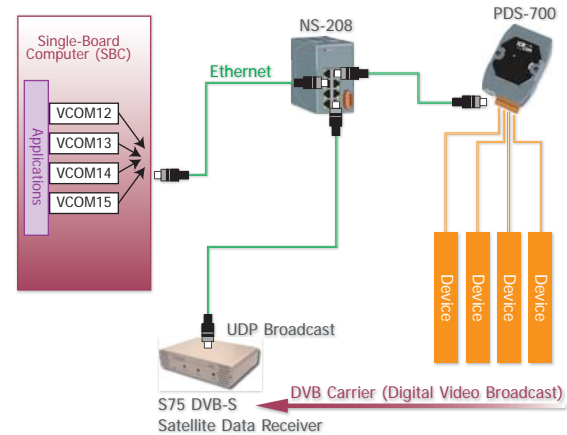 NS-208
PDS-700
Single-Board
Computer (SBC)
Ethernet
Applications
VCOM12
VCOM13
VCOM14
VCOM15
Device
Device
Device
Device
UDP Broadcast
DVB Carrier (Digital Video Broadcast)
S75 DVB-S
Satellite Data Receiver